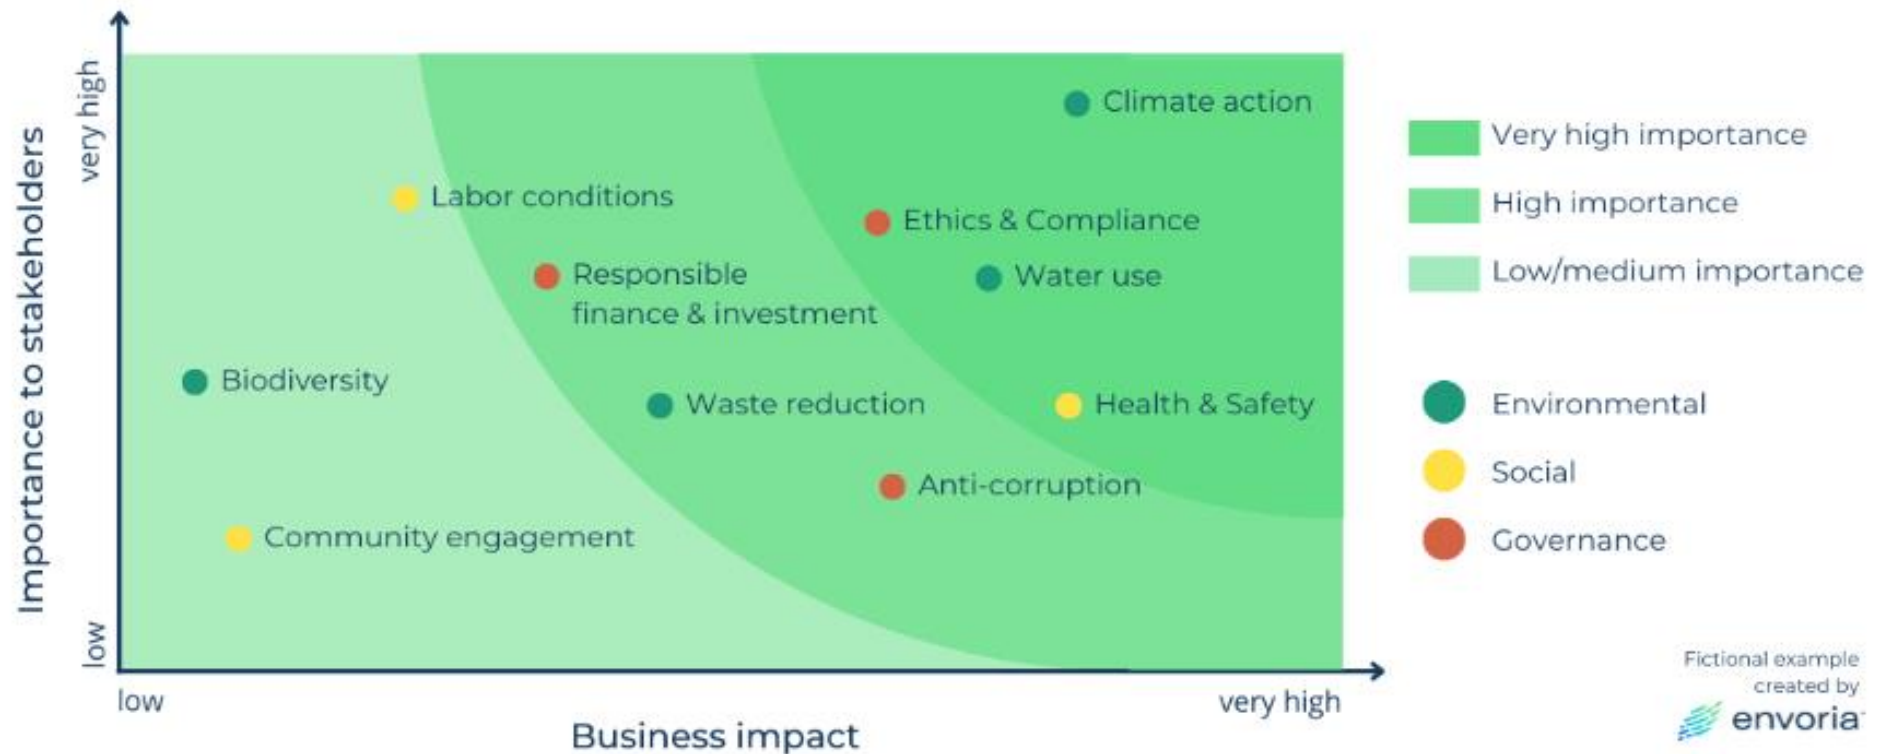 Importance to stakeholders
very high
low
Climate action
Labor conditions
Ethics & Compliance
Responsible
finance & investment
Water use
Biodiversity
Waste reduction
Health & Safety
Anti-corruption
Community engagement
low
very high
Business impact
Very high importance
High importance
Low/medium importance
Environmental
Social
Governance
Fictional example
created by
envoria